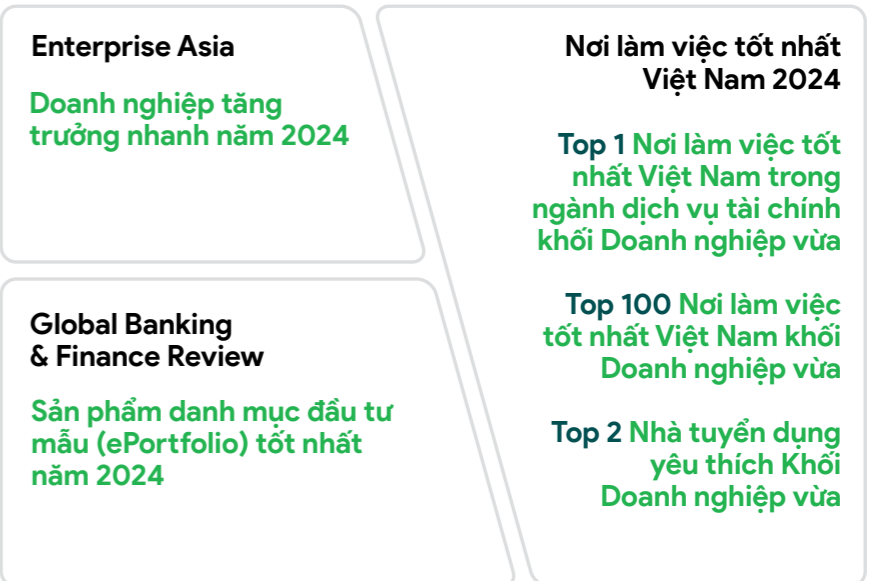 Enterprise Asia
Doanh nghiệp tăng
trưởng nhanh năm 2024
Global Banking
& Finance Review
Sản phẩm danh mục đầu tư
mẫu (ePortfolio) tốt nhất
năm 2024
Nơi làm việc tốt nhất
Việt Nam 2024
Top 1 Nơi làm việc tốt
nhất Việt Nam trong
ngành dịch vụ tài chính
khối Doanh nghiệp vừa
Top 100 Nơi làm việc
tốt nhất Việt Nam khối
Doanh nghiệp vừa
Top 2 Nhà tuyển dụng
yêu thích Khối
Doanh nghiệp vừa